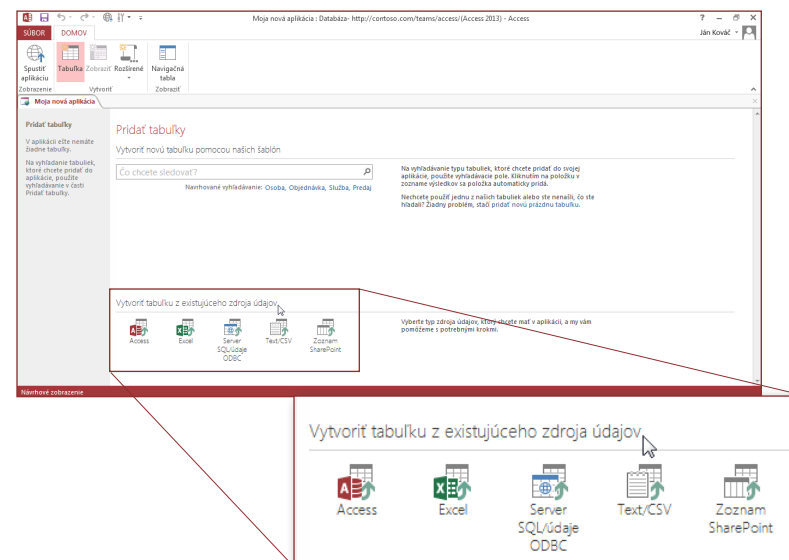 Moja nová aplikácia : Databáza- http://contoso.com/teams/access/(Access 2013) - Access
SÚBOR DOMOV
Ján Kováč
Spustiť aplikáciu
Tabuľka
Zobraziť
Rozšírené
Navigačná tabla
Zobrazenie Vytvoriť Zobraziť
Moja nová aplikácia
Pridať tabuľky
V aplikácii ešte nemáte
žiadne tabuľky.
Na vyhľadanie tabuliek,
ktoré chcete pridať do
aplikácie, použite
vyhľadávanie v časti
Pridať tabuľky.
Pridať tabuľky
Vytvoriť novú tabuľku pomocou našich šablón
Čo chcete sledovať?
Navrhované vyhľadávanie: Osoba, Objednávka, Služba, Predaj
Na vyhľadávanie typu tabuliek, ktoré chcete pridať do svojej
aplikácie, použite vyhľadávacie pole. Kliknutím na položku v
zozname výsledkov sa položka automaticky pridá.
Nechcete použiť jednu z našich tabuliek alebo ste nenašli, čo ste
hľadali? Žiadny problém, stačí pridať novú prázdnu tabuľku.
Vytvoriť tabuľku z existujúceho zdroja údajov
Access
Excel
Server
SQL/údaje
ODBC
Text/CSV
Zoznam
SharePoint
Vyberte typ zdroja údajov, ktorý chcete mať v aplikácii, a my vám
pomôžeme s potrebnými krokmi.
Návrhové zobrazenie
Vytvoriť tabuľku z existujúceho zdroja údajov
Access
Excel
Server
SQL/údaje
ODBC
Text/CSV
Zoznam
SharePoint